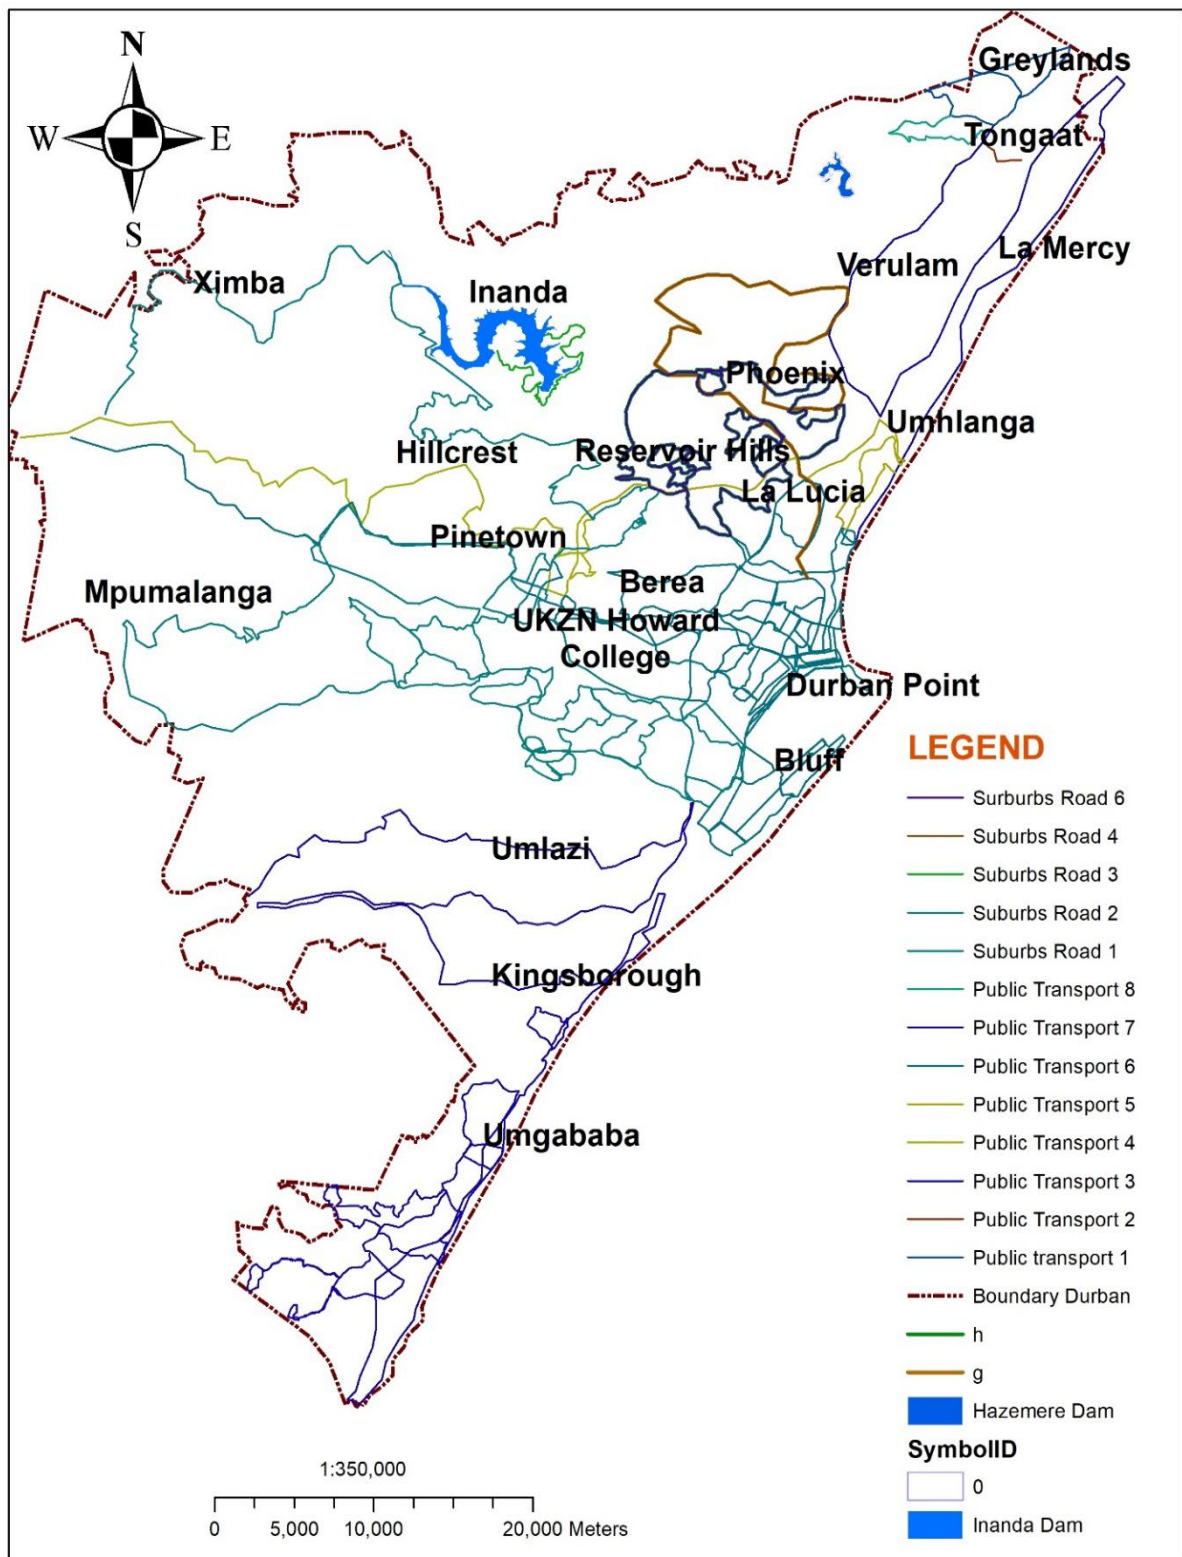 N
W E
S
Greylands
Tongaat
La Mercy
Verulam
Ximba
Inanda
Phoenix
Umhlanga
Hillcrest
Reservoir Hills
La Lucia
Pinetown
Berea
Mpumalanga
UKZN Howard
College
Durban Point
Bluff
Umlazi
Kingsborough
Umgababa
LEGEND
Surburbs Road 6
Suburbs Road 4
Suburbs Road 3
Suburbs Road 2
Suburbs Road 1
Public Transport 8
Public Transport 7
Public Transport 6
Public Transport 5
Public Transport 4
Public Transport 3
Public Transport 2
Public transport 1
Boundary Durban
h
g
Hazemere Dam
SymbolID
0
Inanda Dam
1:350,000
0 5,000 10,000 20,000 Meters